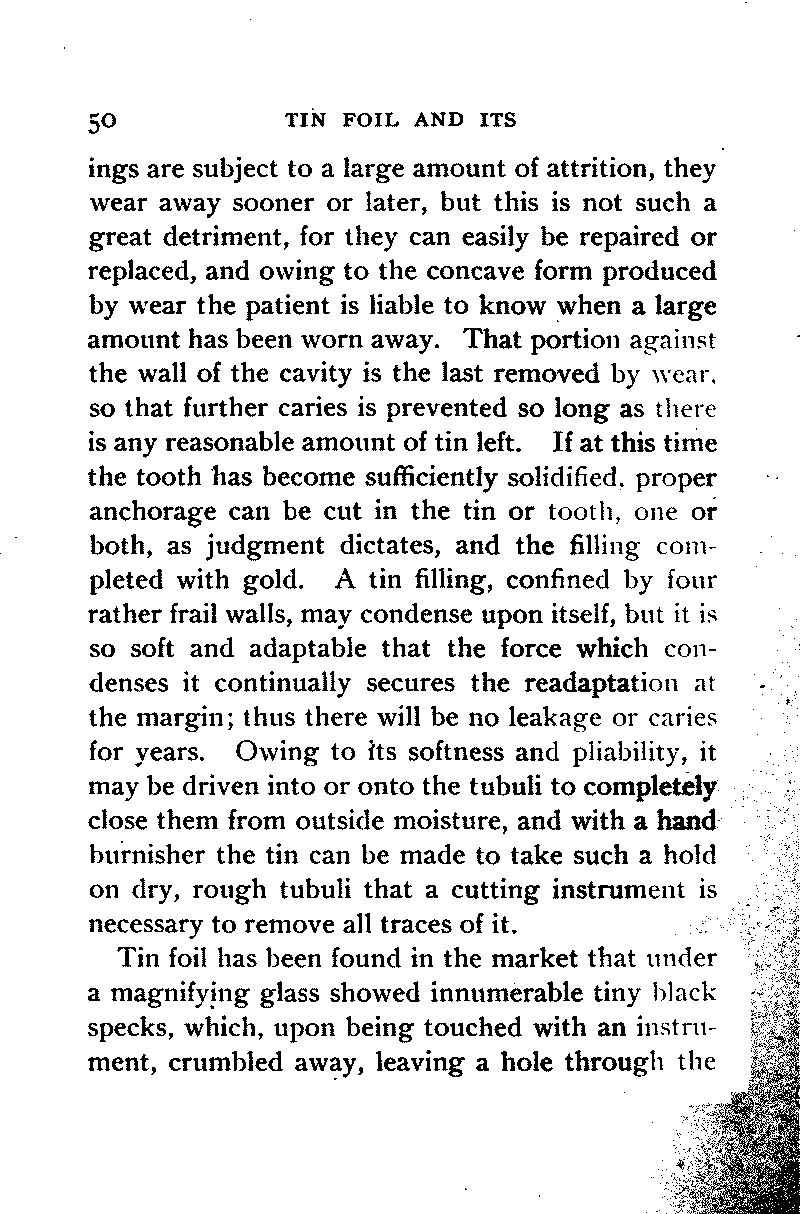 50 TIN FOIL AND ITS
ings are subject to a large amount of attrition, they
wear away sooner or later, but this is not such a
great detriment, for they can easily be repaired or
replaced, and owing to the concave form produced
by wear the patient is liable to know when a large
amount has been worn away. That portion against
the wall of the cavity is the last removed by wear,
so that further caries is prevented so long as there
is any reasonable amount of tin left. If at this time
the tooth has become sufficiently solidified, proper
anchorage can be cut in the tin or tooth, one or
both, as judgment dictates, and the filling com-
pleted with gold. A tin filling, confined by four
rather frail walls, may condense upon itself, but it is
so soft and adaptable that the force which con-
denses it continually secures the readaptation at
the margin; thus there will be no leakage or caries
for years. Owing to its softness and pliability, it
may be driven into or onto the tubuli to completely
close them from outside moisture, and with a hand
burnisher the tin can be made to take such a hold
on dry, rough tubuli that a cutting instrument is
necessary to remove all traces of it.
Tin foil has been found in the market that under
a magnifying glass showed innumerable tiny black
specks, which, upon being touched with an instru-
ment, crumbled away, leaving a hole through the